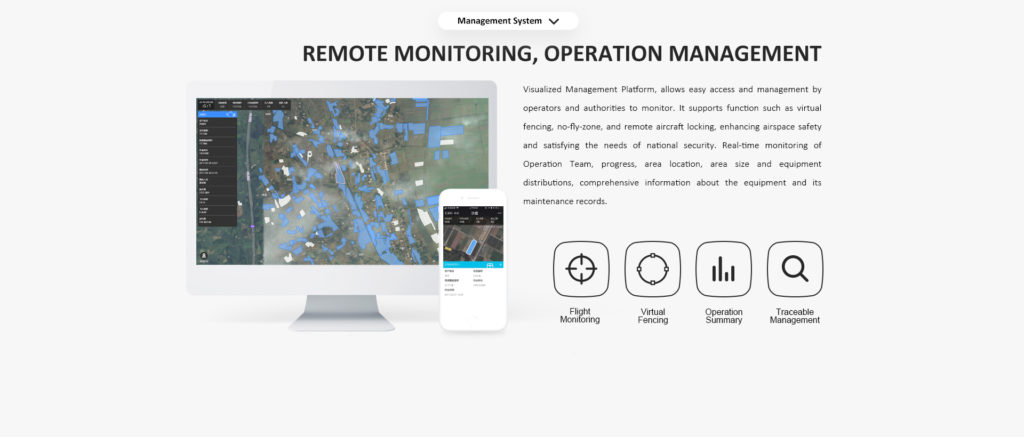 Management System
REMOTE MONITORING, OPERATION MANAGEMENT
Visualized Management Platform, allows easy access and management by
operators and authorities to monitor. It supports function such as virtual
fencing, no-fly-zone, and remote aircraft locking, enhancing airspace safety
and satisfying the needs of national security. Real-time monitoring of
Operation Team, progress, area location, area size and equipment
distributions, comprehensive information about the equipment and its
maintenance records.
Flight
Monitoring
Virtual
Fencing
Operation
Summary
Traceable
Management